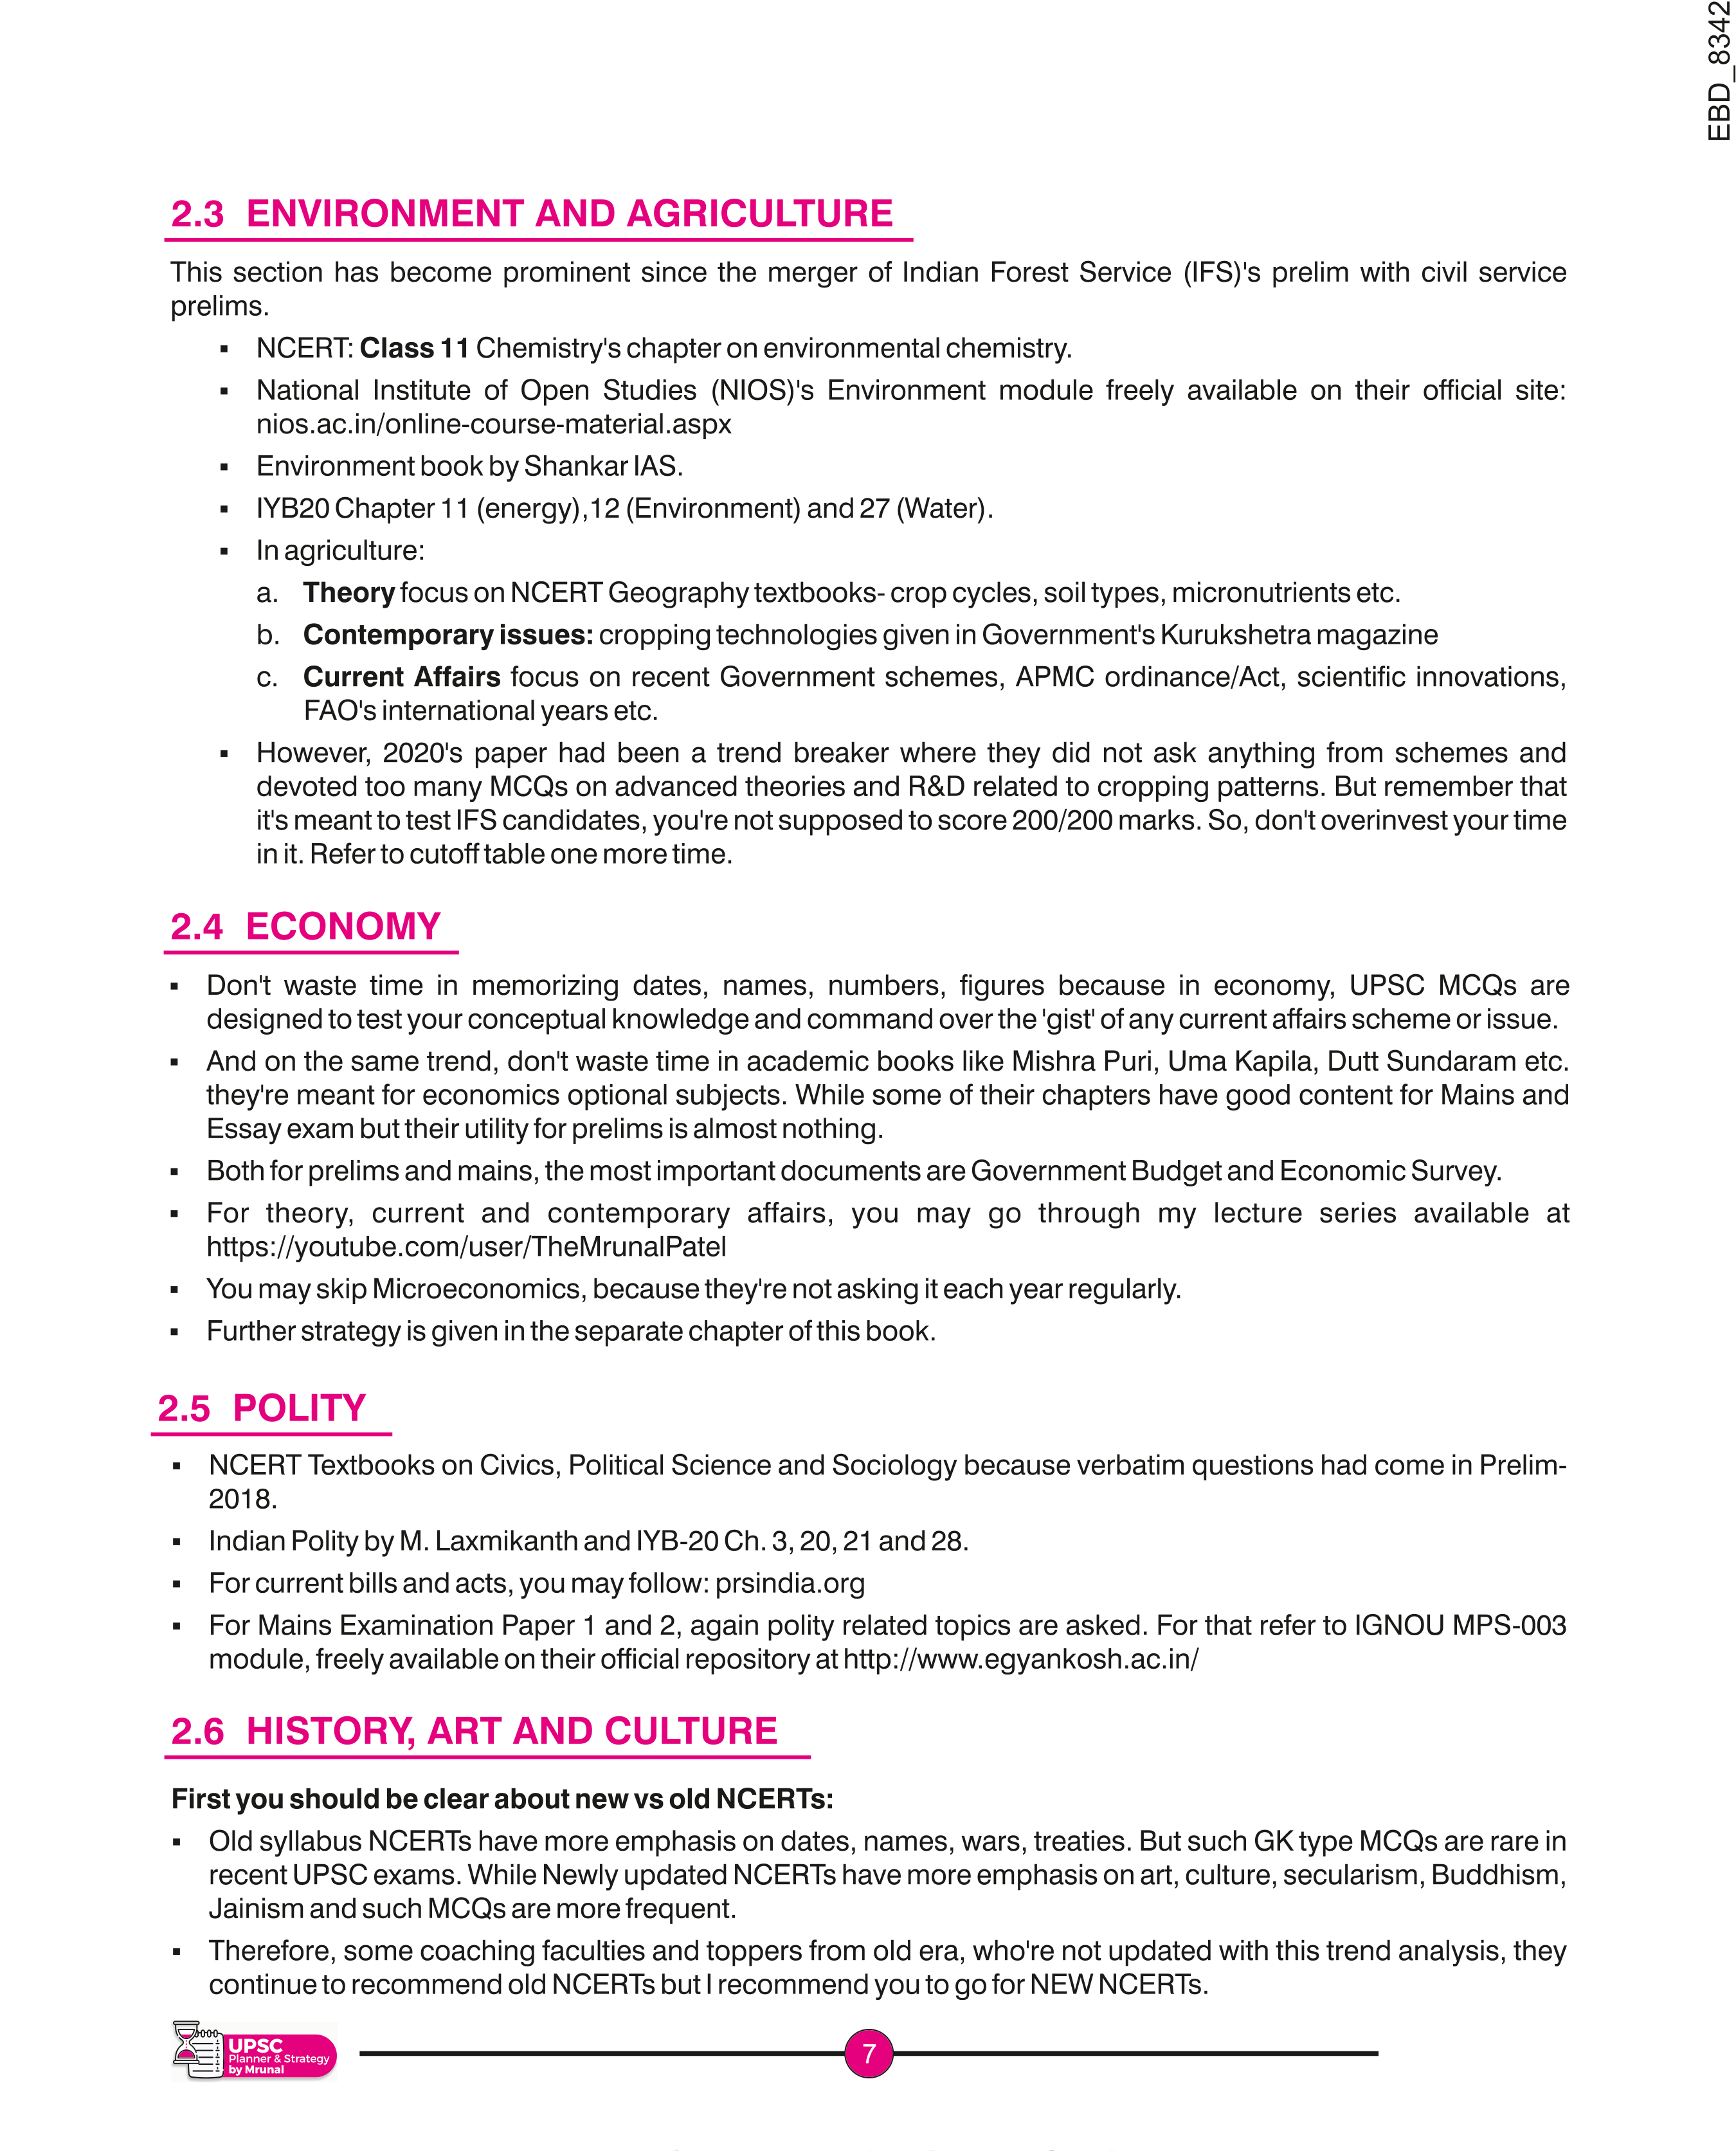 EBD_8342
2.3 ENVIRONMENT AND AGRICULTURE
This section has become prominent since the merger of Indian Forest Service (IFS)'s prelim with civil service
prelims.
▪ NCERT: Class 11 Chemistry's chapter on environmental chemistry.
▪ National Institute of Open Studies (NIOS)'s Environment module freely available on their official site:
nios.ac.in/online-course-material.aspx
▪ Environment book by Shankar IAS.
▪ IYB20 Chapter 11 (energy),12 (Environment) and 27 (Water).
▪ In agriculture:
a. Theory focus on NCERT Geography textbooks- crop cycles, soil types, micronutrients etc.
b. Contemporary issues: cropping technologies given in Government's Kurukshetra magazine
c. Current Affairs focus on recent Government schemes, APMC ordinance/Act, scientific innovations,
FAO's international years etc.
▪ However, 2020's paper had been a trend breaker where they did not ask anything from schemes and
devoted too many MCQs on advanced theories and R&D related to cropping patterns. But remember that
it's meant to test IFS candidates, you're not supposed to score 200/200 marks. So, don't overinvest your time
in it. Refer to cutoff table one more time.
2.4 ECONOMY
▪ Don't waste time in memorizing dates, names, numbers, figures because in economy, UPSC MCQs are
designed to test your conceptual knowledge and command over the 'gist' of any current affairs scheme or issue.
▪ And on the same trend, don't waste time in academic books like Mishra Puri, Uma Kapila, Dutt Sundaram etc.
they're meant for economics optional subjects. While some of their chapters have good content for Mains and
Essay exam but their utility for prelims is almost nothing.
▪ Both for prelims and mains, the most important documents are Government Budget and Economic Survey.
▪ For theory, current and contemporary affairs, you may go through my lecture series available at
https://youtube.com/user/TheMrunalPatel
▪ You may skip Microeconomics, because they're not asking it each year regularly.
▪ Further strategy is given in the separate chapter of this book.
2.5 POLITY
▪ NCERT Textbooks on Civics, Political Science and Sociology because verbatim questions had come in Prelim-
2018.
▪ Indian Polity by M. Laxmikanth and IYB-20 Ch. 3, 20, 21 and 28.
▪ For current bills and acts, you may follow: prsindia.org
▪ For Mains Examination Paper 1 and 2, again polity related topics are asked. For that refer to IGNOU MPS-003
module, freely available on their official repository at http://www.egyankosh.ac.in/
2.6 HISTORY, ART AND CULTURE
First you should be clear about new vs old NCERTs:
▪ Old syllabus NCERTs have more emphasis on dates, names, wars, treaties. But such GK type MCQs are rare in
recent UPSC exams. While Newly updated NCERTs have more emphasis on art, culture, secularism, Buddhism,
Jainism and such MCQs are more frequent.
▪ Therefore, some coaching faculties and toppers from old era, who're not updated with this trend analysis, they
continue to recommend old NCERTs but I recommend you to go for NEW NCERTs.
UPSC
Planner & Strategy
by Mrunal
7